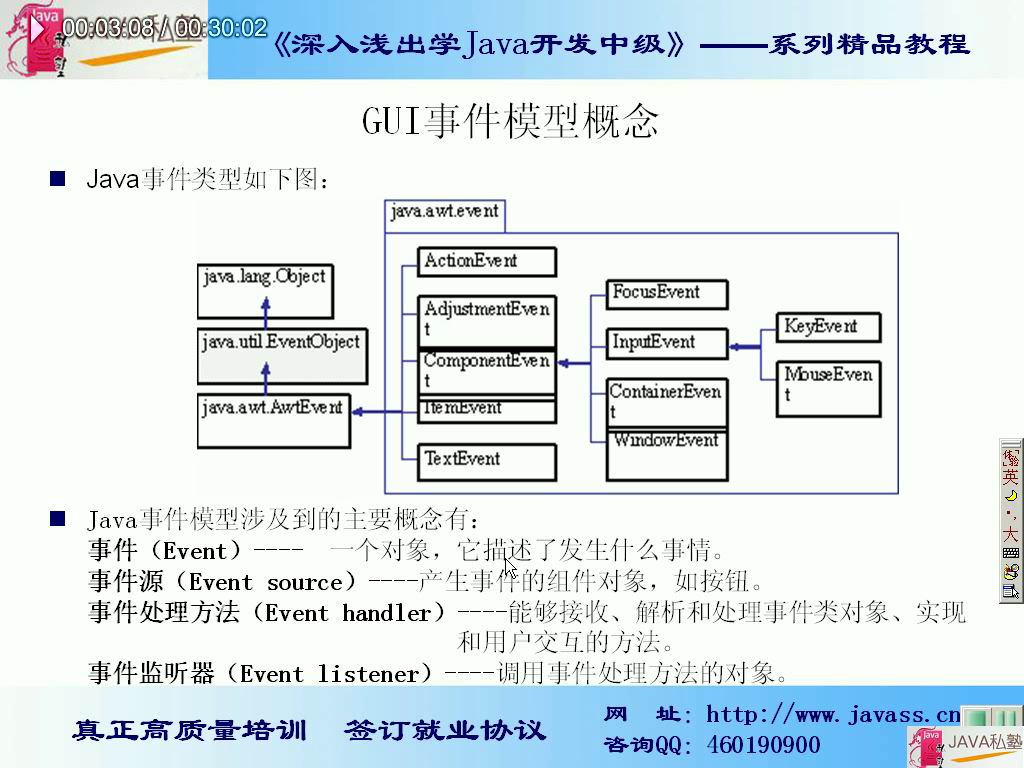 00:03:08 / 00:30:02
《深入浅出学Java开发中级》——系列精品教程
GUI事件模型概念
Java事件类型如下图：
java.awt.event
ActionEvent
java.lang.Object
AdjustmentEven
t
FocusEvent
java.util.EventObject
InputEvent
KeyEvent
ComponentEven
t
MouseEven
t
ContainerEven
t
java.awt.AwtEvent
ItemEvent
WindowEvent
TextEvent
Java事件模型涉及到的主要概念有：
事件（Event）---- 一个对象，它描述了发生什么事情。
事件源（Event source）----产生事件的组件对象，如按钮。
事件处理方法（Event handler）----能够接收、解析和处理事件类对象、实现
和用户交互的方法。
事件监听器（Event listener）----调用事件处理方法的对象。
英
大
真正高质量培训 签订就业协议
网 址: http://www.javass.cn
咨询QQ: 460190900
Java
JAVA私塾